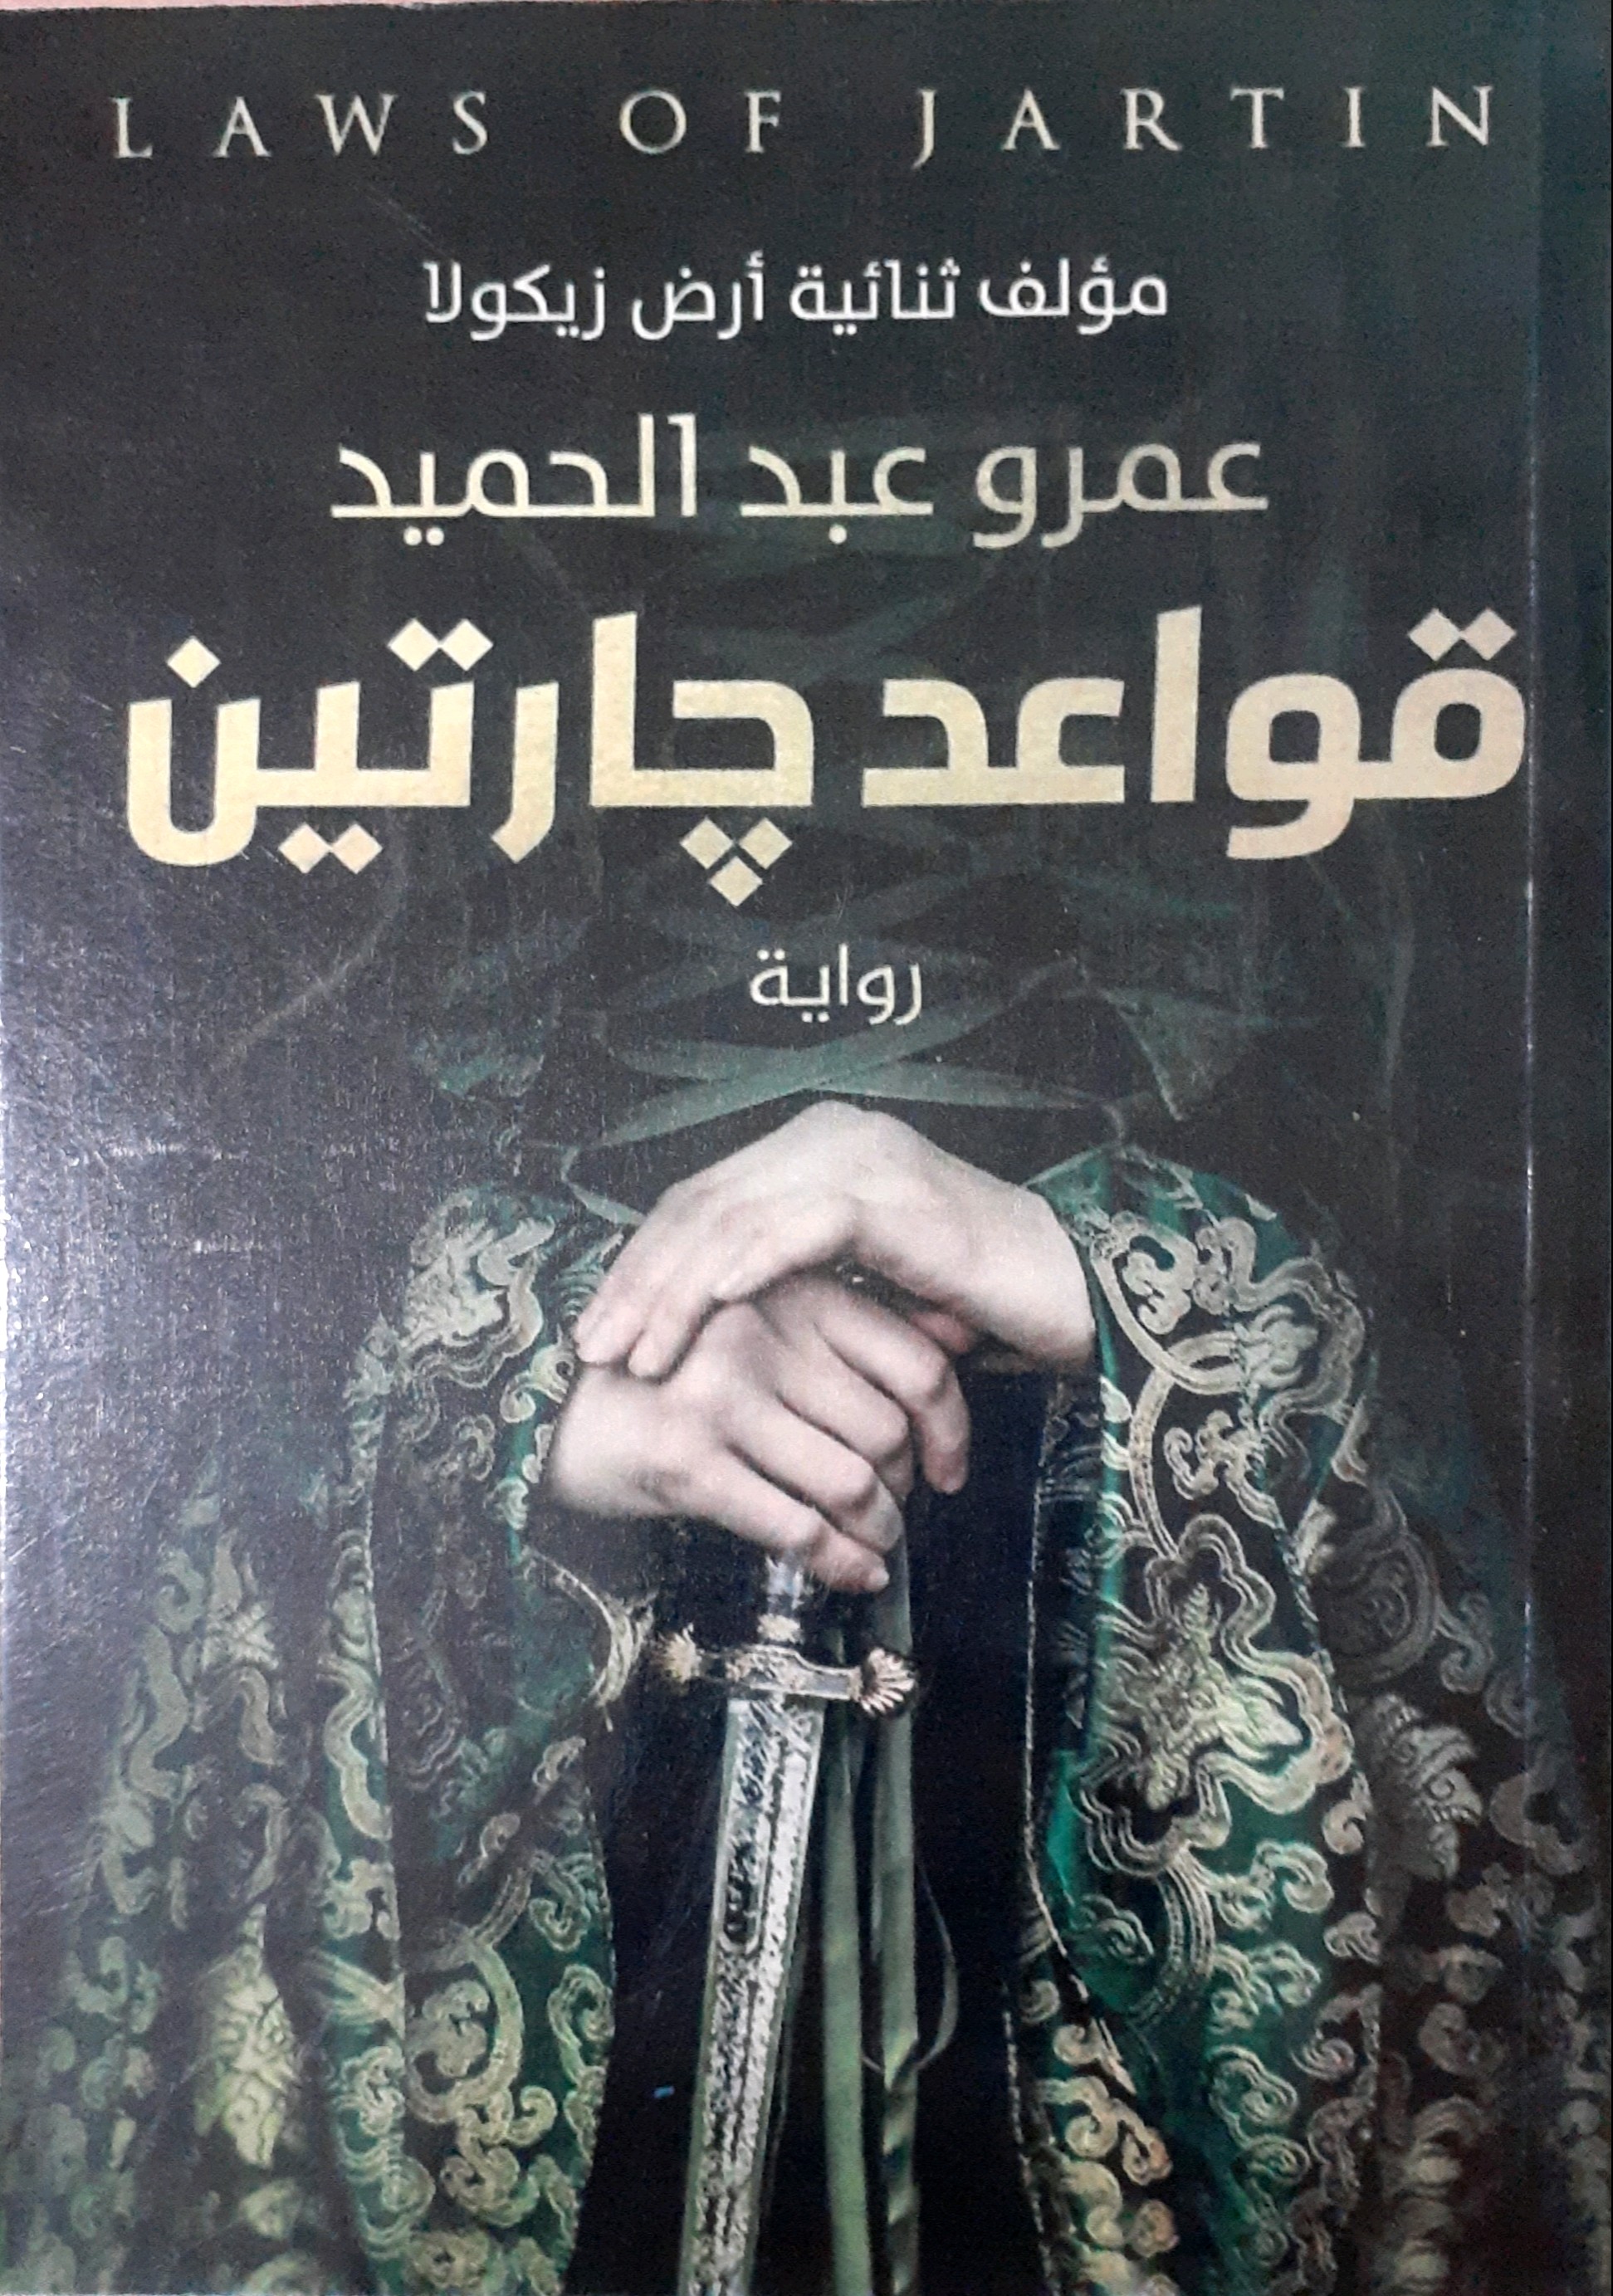 LAWS OF JARTIN
مؤلف ثنائية أرض زيكولا
عمرو عبد الحميد
قواعد چارتين
رواية